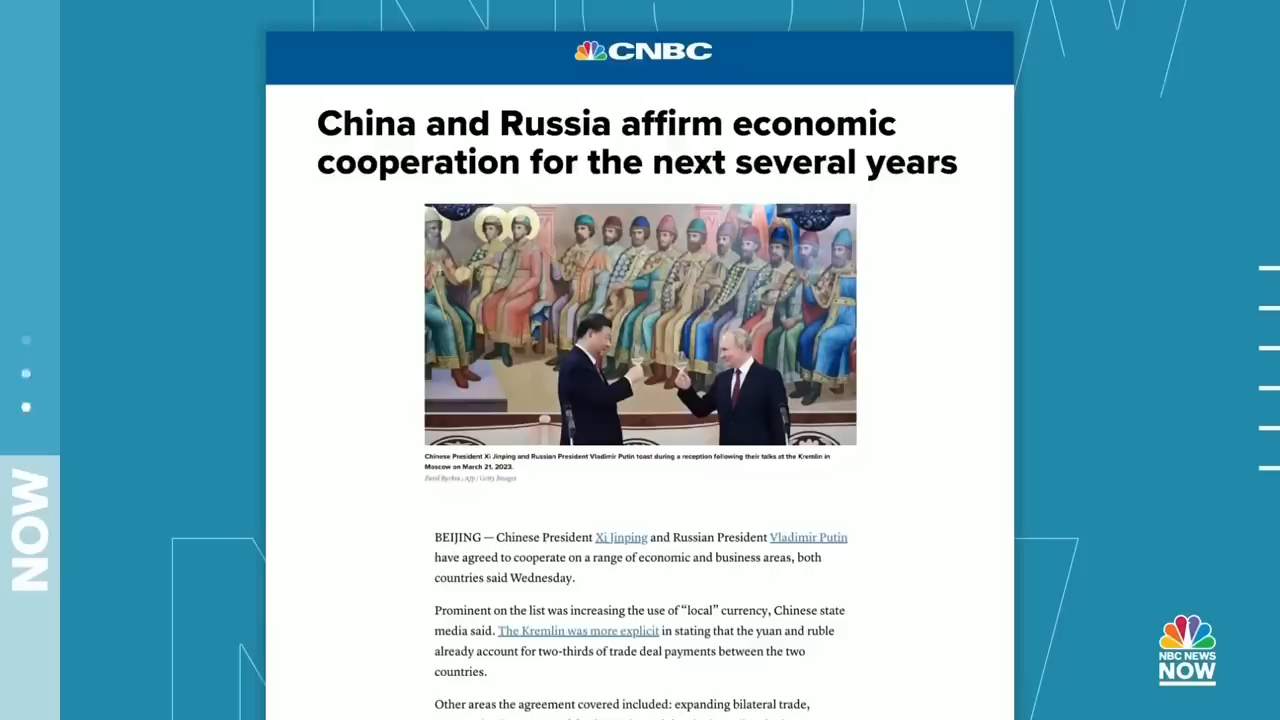 CNBC
China and Russia affirm economic
cooperation for the next several years
Chinese President Xi Jinping and Russian President Vladimir Putin toast during a reception following their talks at the Kremlin in
Moscow on March 21, 2023.
Pavel Byrkin | AFP | Getty Images
BEIJING — Chinese President Xi Jinping and Russian President Vladimir Putin
have agreed to cooperate on a range of economic and business areas, both
countries said Wednesday.
Prominent on the list was increasing the use of “local” currency, Chinese state
media said. The Kremlin was more explicit in stating that the yuan and ruble
already account for two-thirds of trade deal payments between the two
countries.
Other areas the agreement covered included: expanding bilateral trade,
NOW
NBC NEWS
NOW